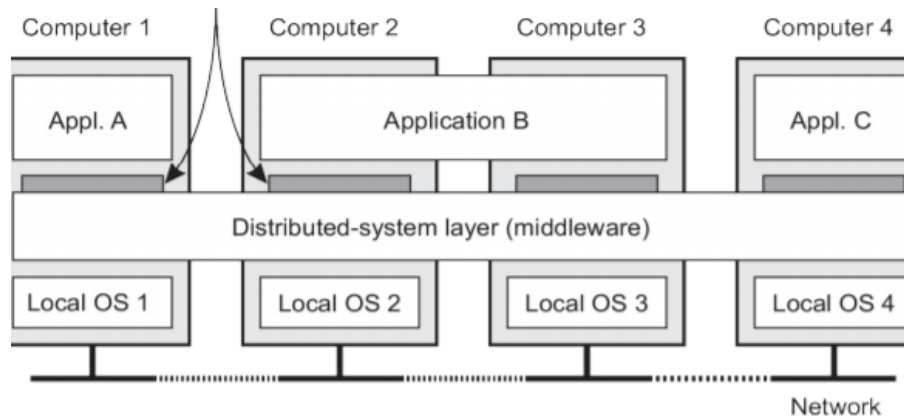 Computer 1
Computer 2
Computer 3
Computer 4
Appl. A
Application B
Appl. C
Distributed-system layer (middleware)
Local OS 1
Local OS 2
Local OS 3
Local OS 4
Network